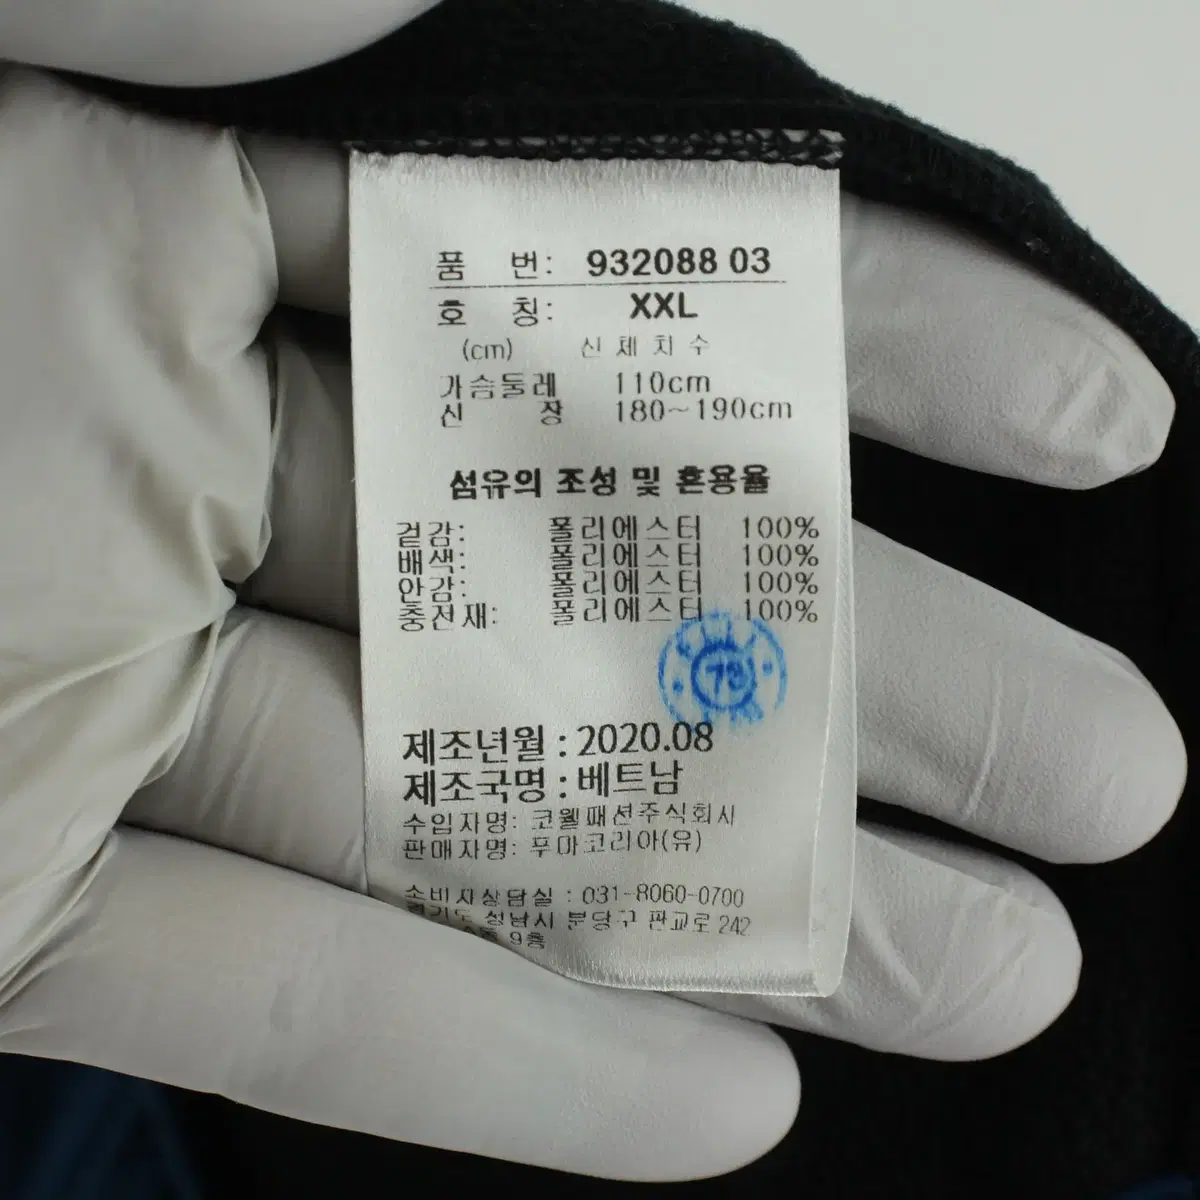 품 번: 932088 03
호 칭: XXL
(cm) 신체치수
가슴둘레 110cm
신 장 180~190cm
섬유의 조성 및 혼용율
겉감: 폴리에스터 100%
배색: 폴리에스터 100%
안감: 폴리에스터 100%
충전재: 폴리에스터 100%
73
제조년월 : 2020.08
제조국명 : 베트남
수입자명: 코웰패션주식회사
판매자명: 푸마코리아(유)
소비자상담실 : 031-8060-0700
경기도 성남시 분당구 판교로 242
9층